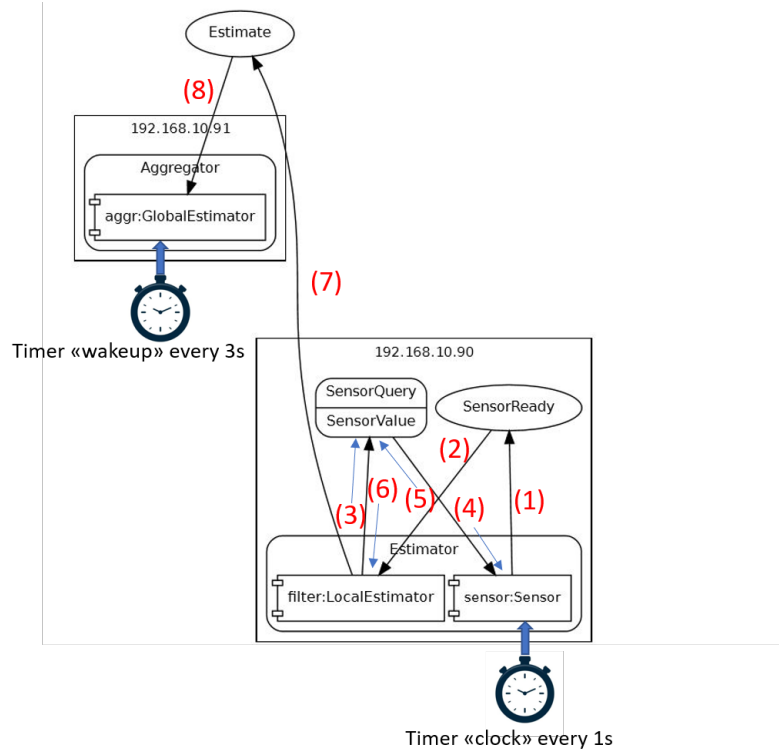 Estimate
(8)
192.168.10.91
Aggregator
aggr:GlobalEstimator
(7)
Timer «wakeup» every 3s
192.168.10.90
SensorQuery
SensorValue
SensorReady
(2)
(3)
(6)
(5)
(4)
(1)
Estimator
filter:LocalEstimator
sensor:Sensor
Timer «clock» every 1s